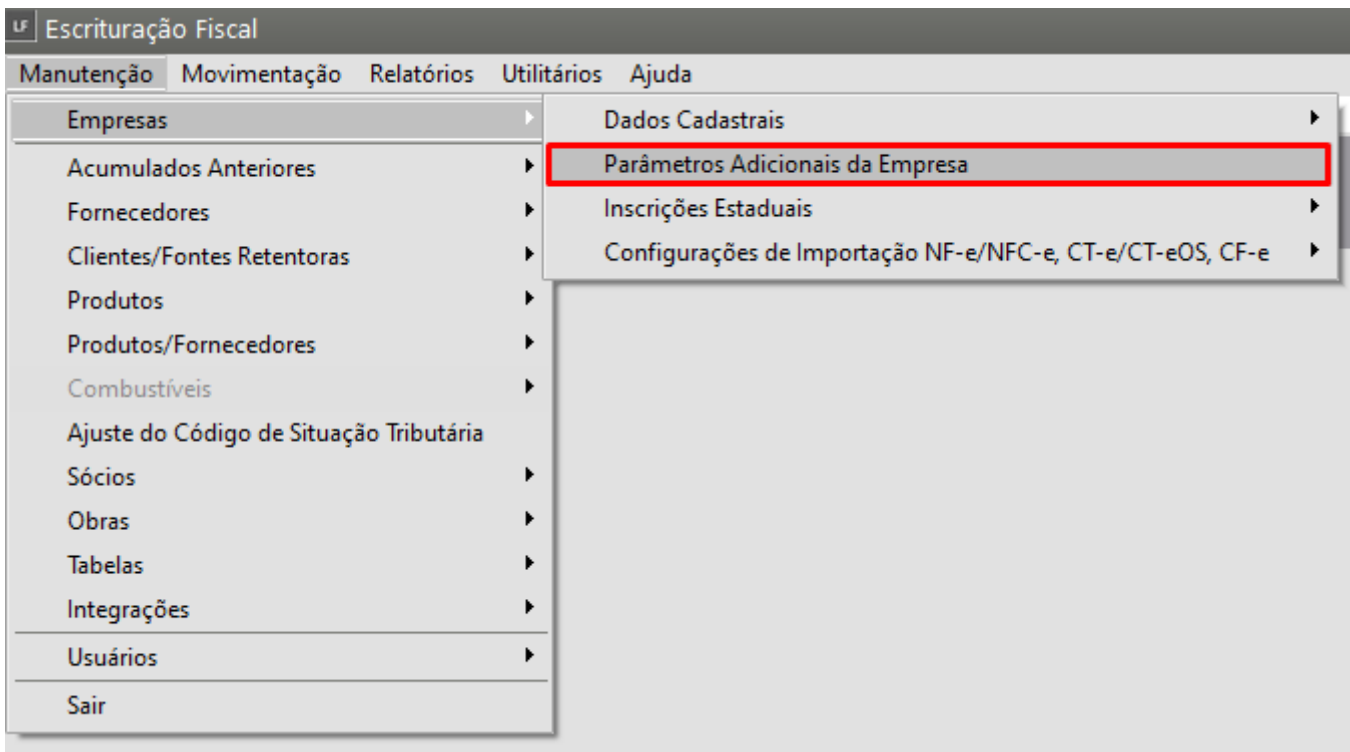 LF Escrituração Fiscal
Manutenção Movimentação Relatórios Utilitários Ajuda
Empresas
Acumulados Anteriores
Fornecedores
Clientes/Fontes Retentoras
Produtos
Produtos/Fornecedores
Combustíveis
Ajuste do Código de Situação Tributária
Sócios
Obras
Tabelas
Integrações
Usuários
Sair
Dados Cadastrais
Parâmetros Adicionais da Empresa
Inscrições Estaduais
Configurações de Importação NF-e/NFC-e, CT-e/CT-eOS, CF-e